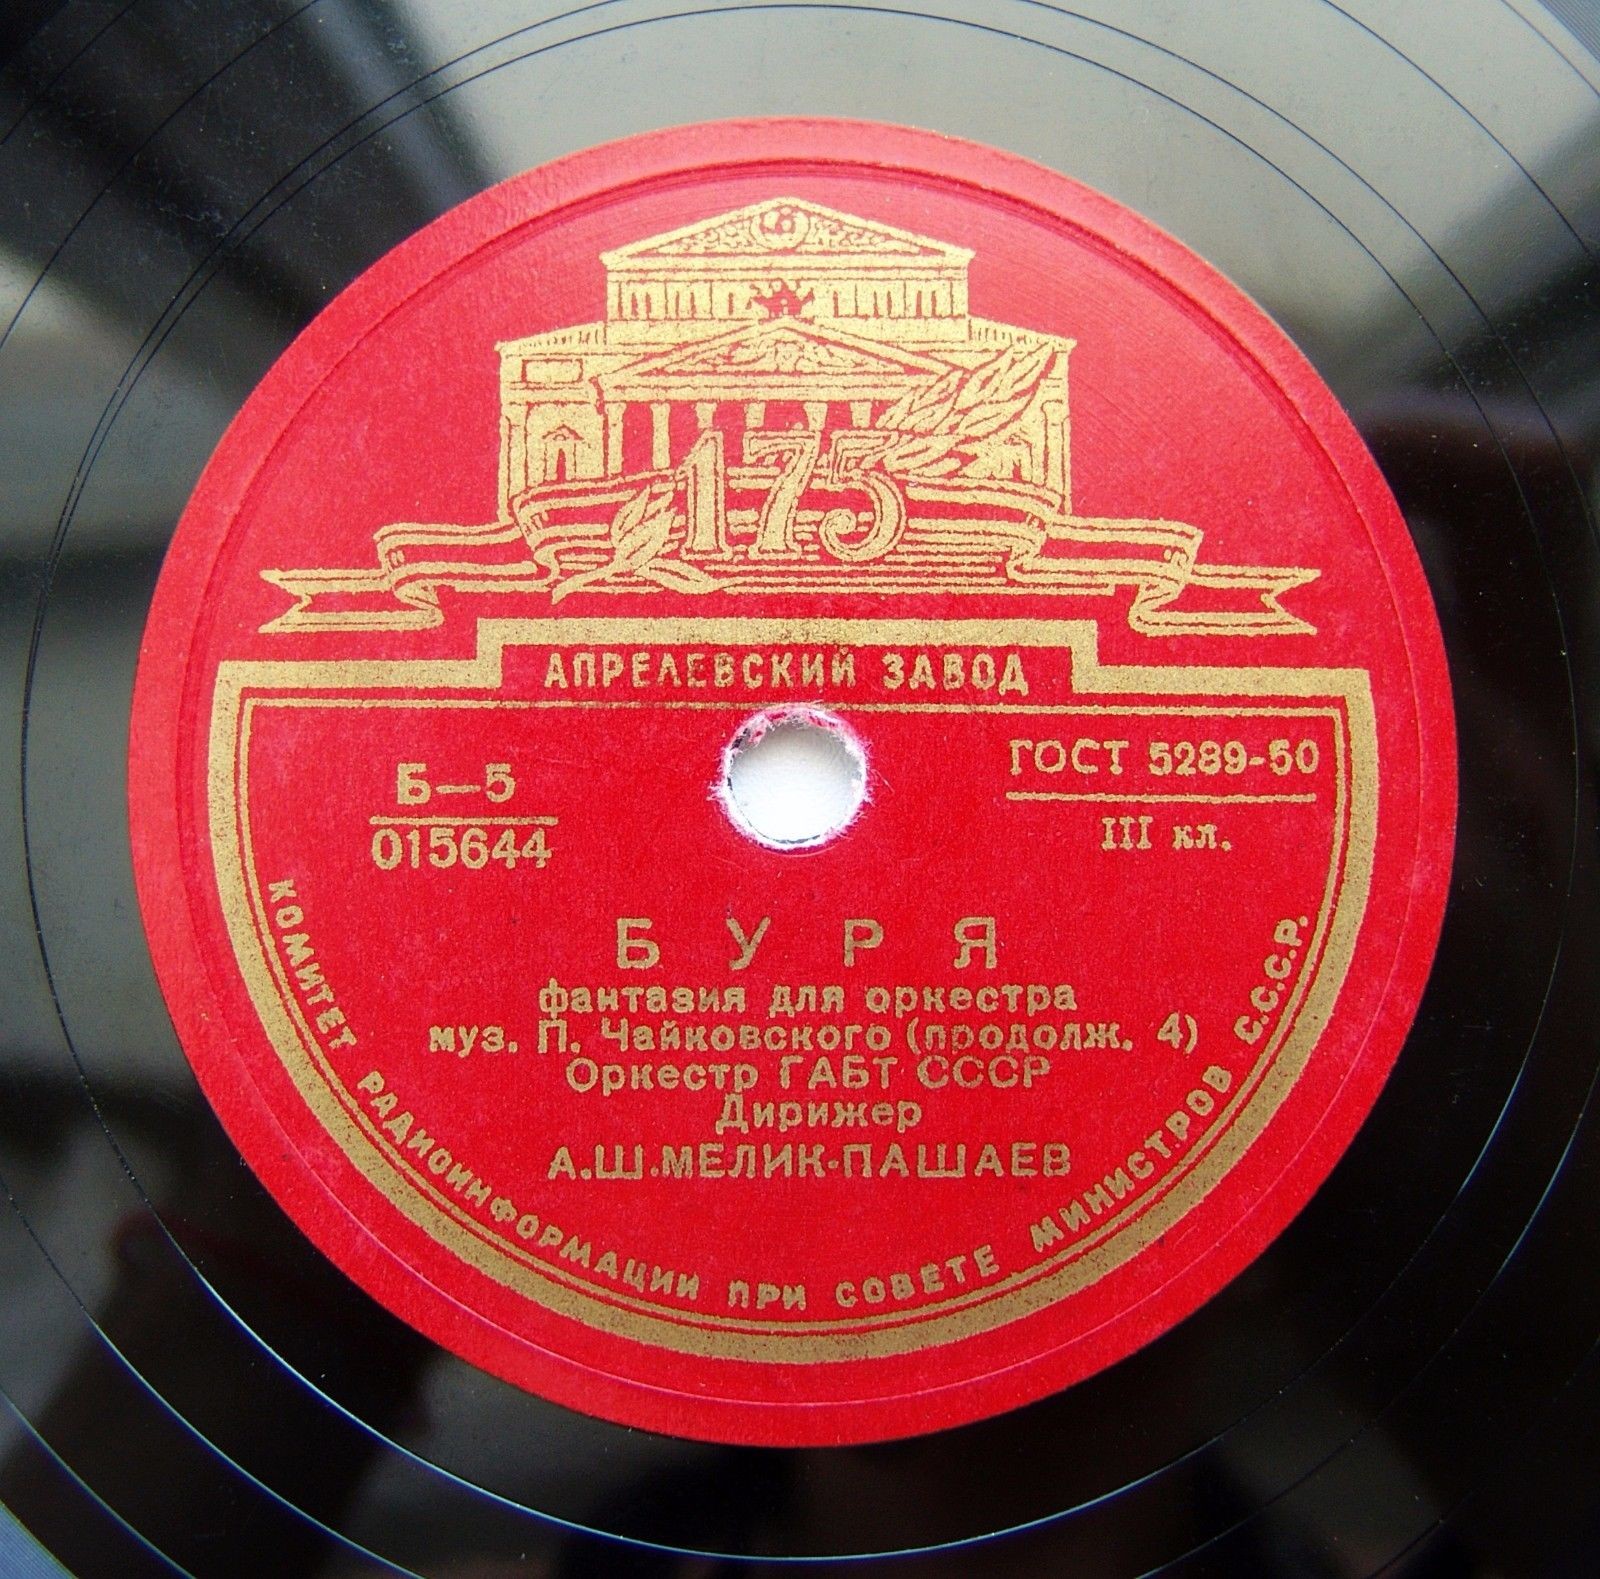 175
АПРЕЛЕВСКИЙ ЗАВОД
Б–5
015644
ГОСТ 5289-50
III кл.
БУРЯ
фантазия для оркестра
муз. П. Чайковского (продолж. 4)
Оркестр ГАБТ СССР
Дирижер
А.Ш.МЕЛИК-ПАШАЕВ
КОМИТЕТ РАДИОИНФОРМАЦИИ ПРИ СОВЕТЕ МИНИСТРОВ С.С.С.Р.